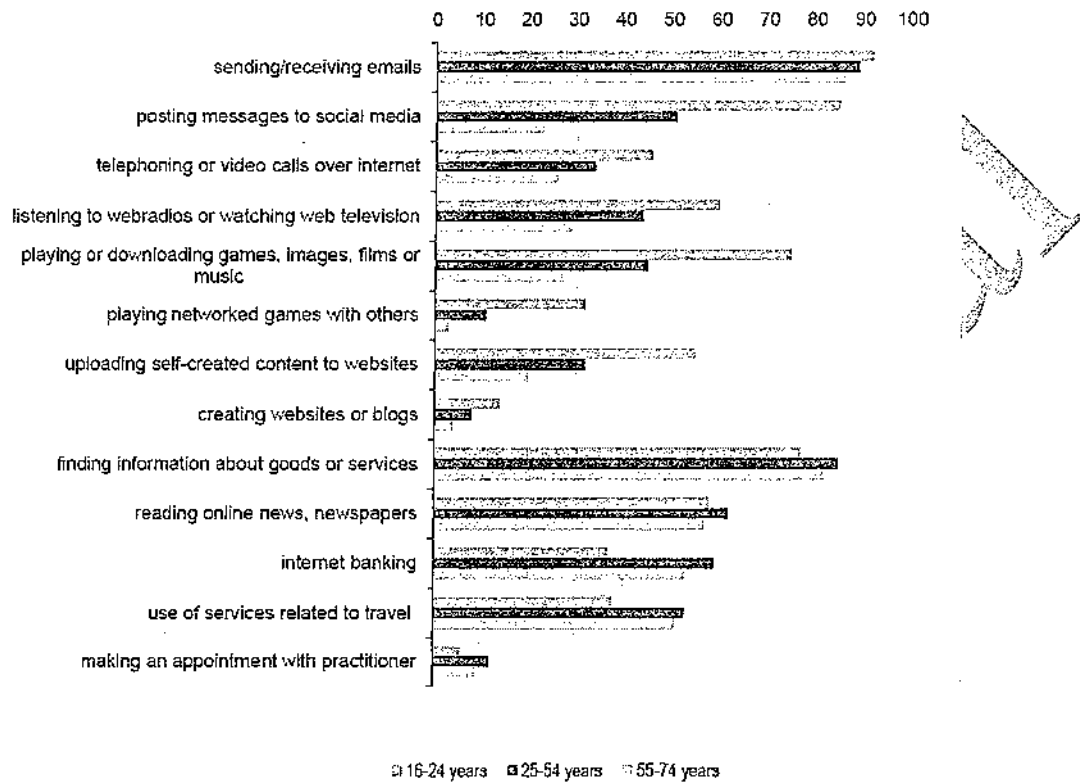 0 10 20 30 40 50 60 70 80 90 100
sending/receiving emails
posting messages to social media
telephoning or video calls over internet
listening to webradios or watching web television
playing or downloading games, images, films or
music
playing networked games with others
uploading self-created content to websites
creating websites or blogs
finding information about goods or services
reading online news, newspapers
internet banking
use of services related to travel
making an appointment with practitioner
16-24 years 25-54 years 55-74 years